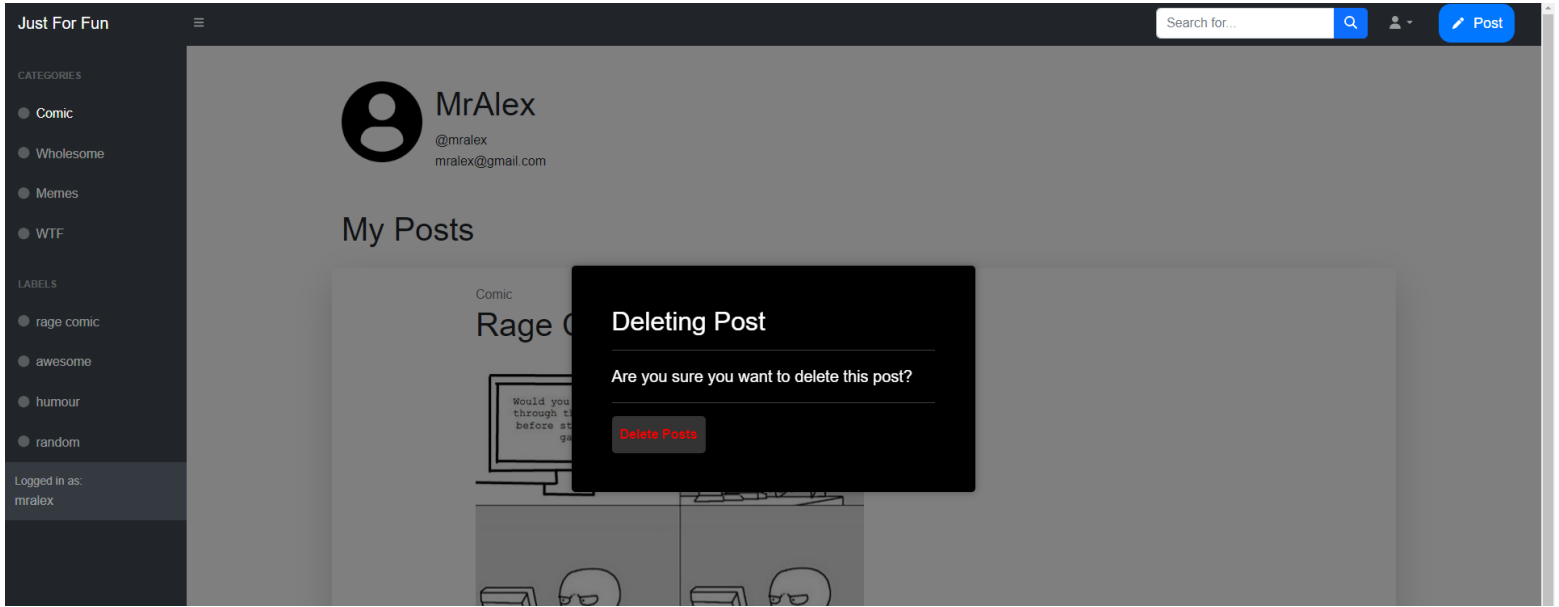 Just For Fun
Search for...
Post
CATEGORIES
Comic
Wholesome
Memes
WTF
LABELS
rage comic
awesome
humour
random
Logged in as:
mralex
MrAlex
@mralex
mralex@gmail.com
My Posts
Comic
Rage
Would you
through
before
Deleting Post
Are you sure you want to delete this post?
Delete Posts